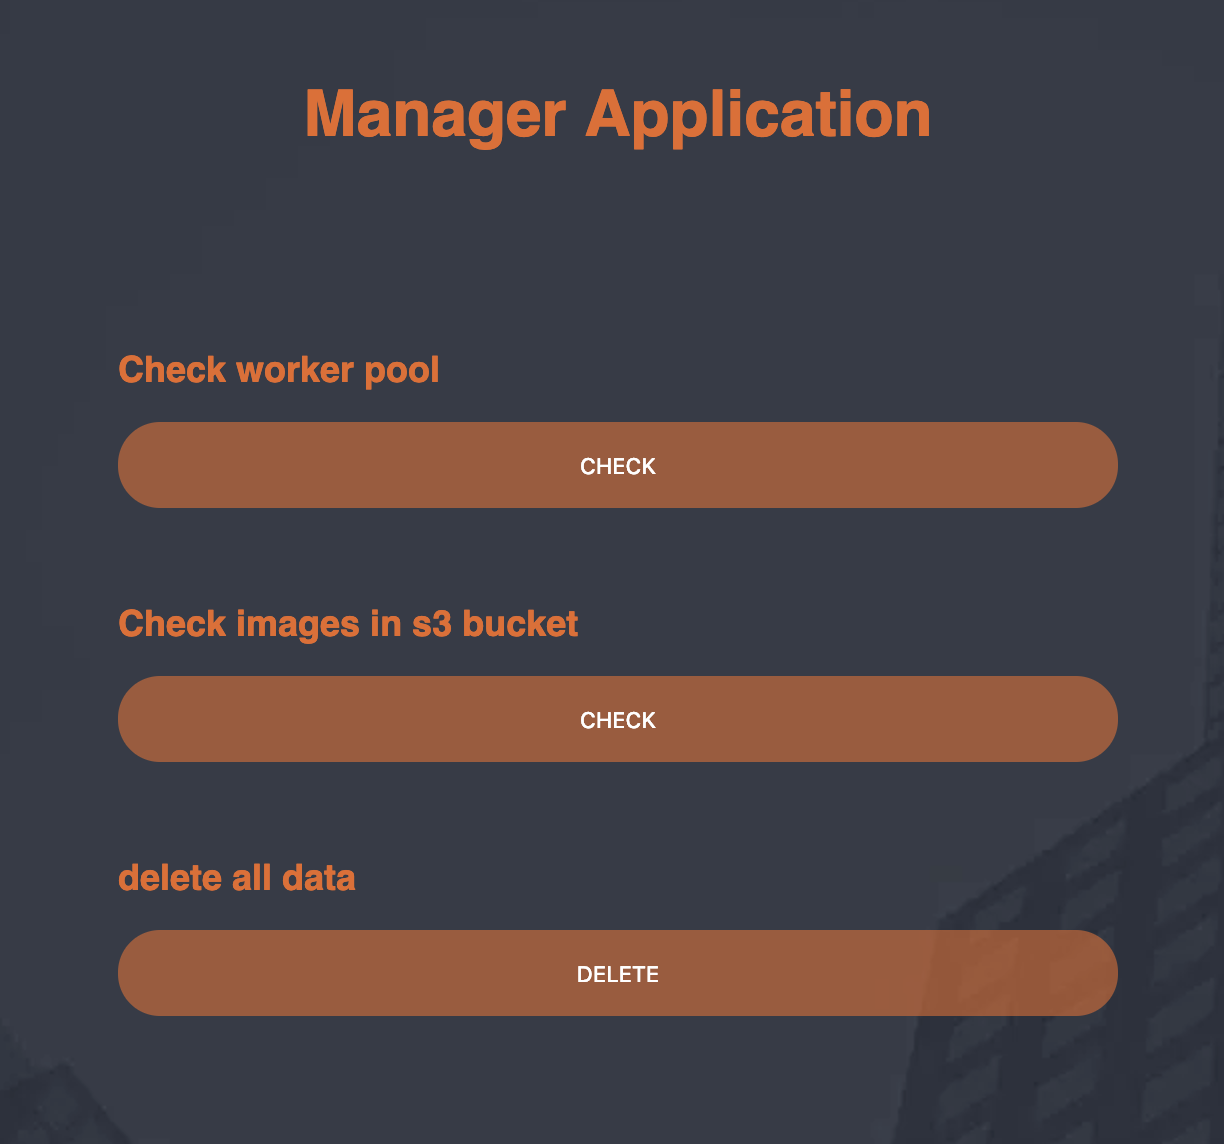 Manager Application
Check worker pool
CHECK
Check images in s3 bucket
CHECK
delete all data
DELETE